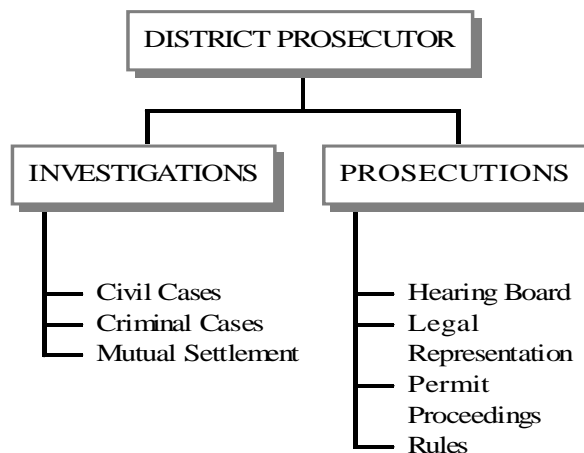 DISTRICT PROSECUTOR
INVESTIGATIONS
Civil Cases
Criminal Cases
Mutual Settlement
PROSECUTIONS
Hearing Board
Legal
Representation
Permit
Proceedings
Rules